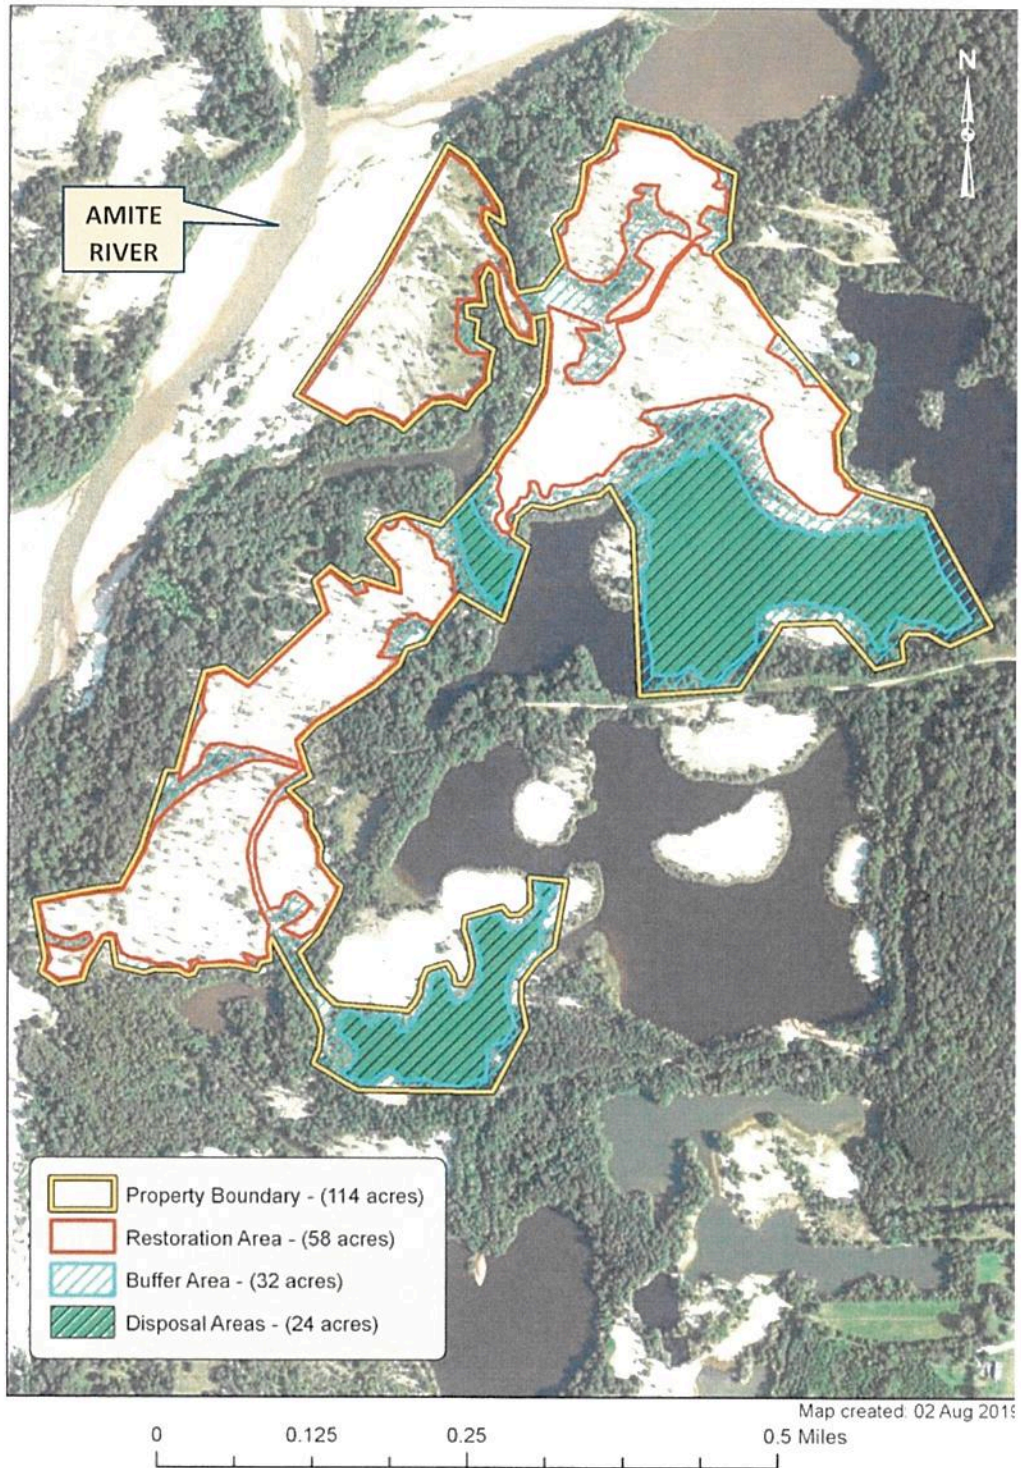 N
AMITE
RIVER
Property Boundary - (114 acres)
Restoration Area - (58 acres)
Buffer Area - (32 acres)
Disposal Areas - (24 acres)
Map created: 02 Aug 2019
0 0.125 0.25 0.5 Miles